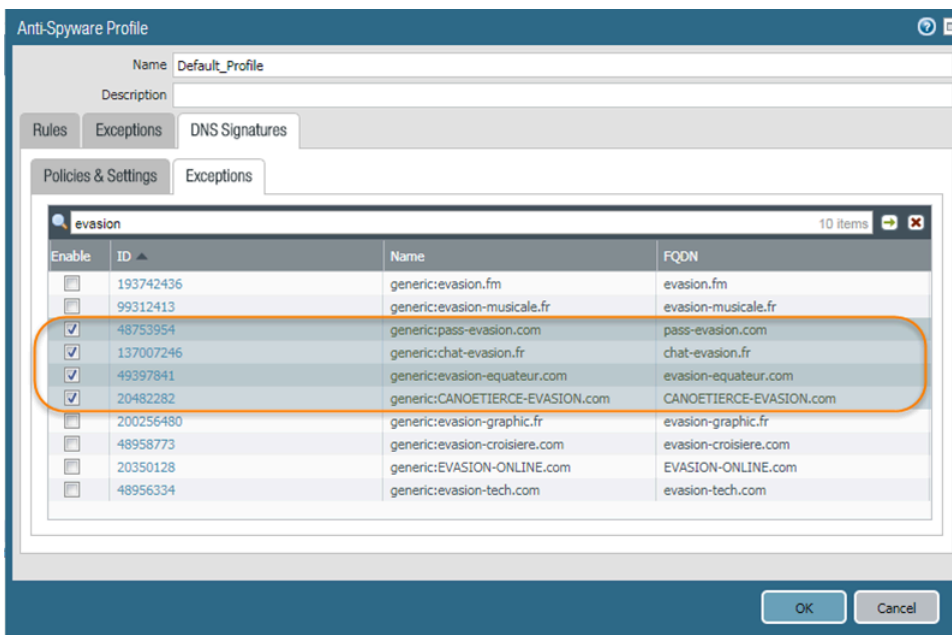 Anti-Spyware Profile
Name Default_Profile
Description
Rules Exceptions DNS Signatures
Policies & Settings Exceptions
evasion 10 items
Enable ID Name FQDN
193742436 generic:evasion.fm evasion.fm
99312413 generic:evasion-musicale.fr evasion-musicale.fr
48753954 generic:pass-evasion.com pass-evasion.com
137007246 generic:chat-evasion.fr chat-evasion.fr
49397841 generic:evasion-equateur.com evasion-equateur.com
20482282 generic:CANOETIERCE-EVASION.com CANOETIERCE-EVASION.com
200256480 generic:evasion-graphic.fr evasion-graphic.fr
48958773 generic:evasion-croisiere.com evasion-croisiere.com
20350128 generic:EVASION-ONLINE.com EVASION-ONLINE.com
48956334 generic:evasion-tech.com evasion-tech.com
OK Cancel